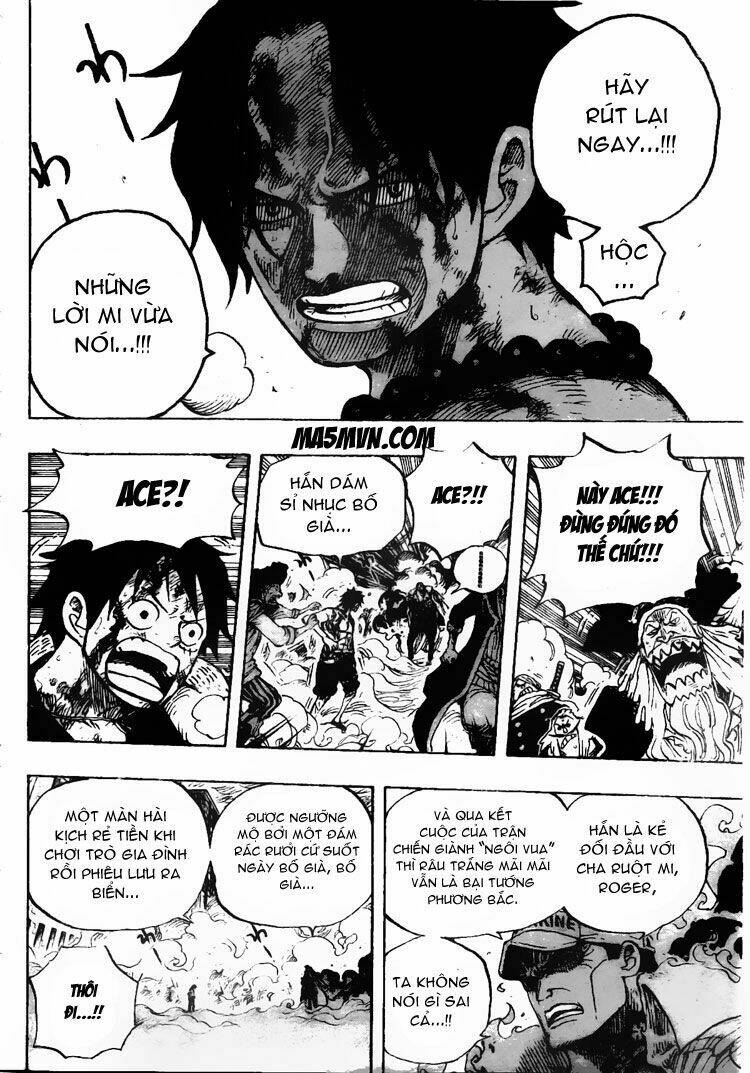 HÃY
RÚT LẠI
NGAY...!!!
HỘC
...
NHỮNG
LỜI MI VỪA
NÓI...!!!
MA5MVN.COM
NÀY ACE!!!
ĐỪNG ĐỨNG ĐÓ
THẾ CHỨ!!!
ACE?!!
HẮN DÁM
SỈ NHỤC BỐ
GIÀ...
ACE?!
HẮN LÀ KẺ
ĐỐI ĐẦU VỚI
CHA RUỘT MI,
ROGER,
VÀ QUA KẾT
CUỘC CỦA TRẬN
CHIẾN GIÀNH "NGÔI VUA"
THÌ RÂU TRẮNG MÃI MÃI
VẪN LÀ BẠI TƯỚNG
PHƯƠNG BẮC.
TA KHÔNG
NÓI GÌ SAI
CẢ...!!
ĐƯỢC NGƯỠNG
MỘ BỞI MỘT ĐÁM
RÁC RƯỞI CỨ SUỐT
NGÀY BỐ GIÀ, BỐ
GIÀ...
MỘT MÀN HÀI
KỊCH RẺ TIỀN KHI
CHƠI TRÒ GIA ĐÌNH
RỒI PHIÊU LƯU RA
BIỂN...
THÔI
ĐI...!!